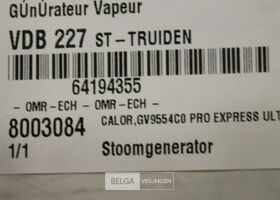 GÚnÚrateur Vapeur
VDB 227 ST-TRUIDEN
64194355
- OMR-ECH - OMR-ECH -
8003084 CALOR,GV9554C0 PRO EXPRESS ULT
1/1 Stoomgenerator
BELGA VEILINGEN